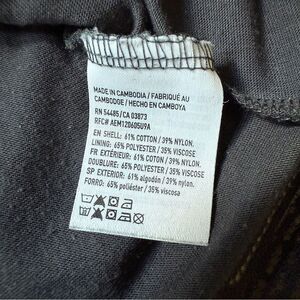 MADE IN CAMBODIA / FABRIQUÉ AU
CAMBODGE / HECHO EN CAMBOYA
RN 54485/CA 03873
RFC# AEM120605U9A
EN SHELL: 61% COTTON / 39% NYLON.
LINING: 65% POLYESTER / 35% VISCOSE
FR EXTÉRIEUR: 61% COTON / 39% NYLON.
DOUBLURE: 65% POLYESTER / 35% VISCOSE
SP EXTERIOR: 61% algodón / 39% nylon.
FORRO: 65% poliéster / 35% viscosa